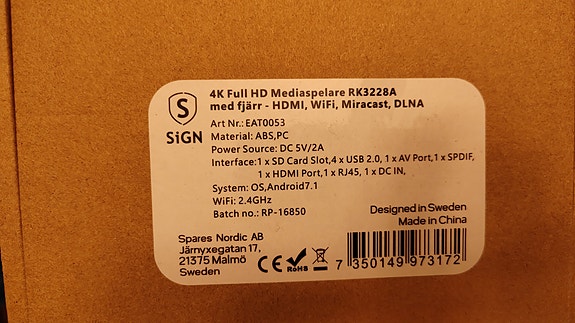 4K Full HD Mediaspelare RK3228A
med fjärr - HDMI, WiFi, Miracast, DLNA
S
SiGN
Art Nr.:EAT0053
Material: ABS,PC
Power Source: DC 5V/2A
Interface:1 x SD Card Slot,4 x USB 2.0, 1 x AV Port,1 x SPDIF,
1 x HDMI Port,1 x RJ45, 1 x DC IN,
System: OS,Android7.1
WiFi: 2.4GHz
Batch no.: RP-16850
Designed in Sweden
Made in China
Spares Nordic AB
Järnyxegatan 17,
21375 Malmö
Sweden
CE
RoHS
7 350149 973172